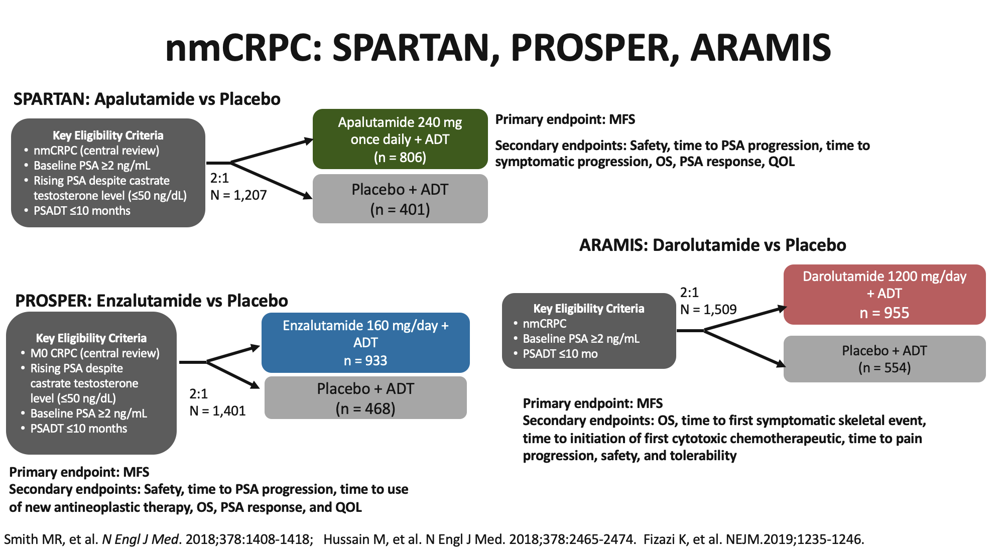 nmCRPC: SPARTAN, PROSPER, ARAMIS
SPARTAN: Apalutamide vs Placebo
Key Eligibility Criteria
• nmCRPC (central review)
• Baseline PSA ≥2 ng/mL
• Rising PSA despite castrate
testosterone level (≤50 ng/dL)
• PSADT ≤10 months
2:1
N = 1,207
Apalutamide 240 mg
once daily + ADT
(n = 806)
Placebo + ADT
(n = 401)
Primary endpoint: MFS
Secondary endpoints: Safety, time to PSA progression, time to
symptomatic progression, OS, PSA response, QOL
PROSPER: Enzalutamide vs Placebo
Key Eligibility Criteria
• M0 CRPC (central review)
• Rising PSA despite
castrate testosterone
level (≤50 ng/dL)
• Baseline PSA ≥2 ng/mL
• PSADT ≤10 months
2:1
N = 1,401
Enzalutamide 160 mg/day +
ADT
n = 933
Placebo + ADT
(n = 468)
Primary endpoint: MFS
Secondary endpoints: Safety, time to PSA progression, time to use
of new antineoplastic therapy, OS, PSA response, and QOL
ARAMIS: Darolutamide vs Placebo
Key Eligibility Criteria
• nmCRPC
• Baseline PSA ≥2 ng/mL
• PSADT ≤10 mo
2:1
N = 1,509
Darolutamide 1200 mg/day
+ ADT
n = 955
Placebo + ADT
(n = 554)
Primary endpoint: MFS
Secondary endpoints: OS, time to first symptomatic skeletal event,
time to initiation of first cytotoxic chemotherapeutic, time to pain
progression, safety, and tolerability
Smith MR, et al. N Engl J Med. 2018;378:1408-1418; Hussain M, et al. N Engl J Med. 2018;378:2465-2474. Fizazi K, et al. NEJM.2019;1235-1246.